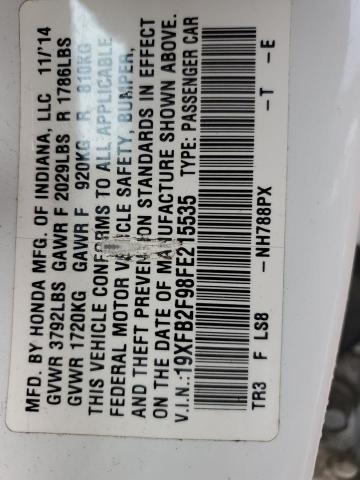 MFD. BY HONDA MFG. OF INDIANA, LLC 11/'14
GVWR 3792LBS GAWR F 2029LBS R 1786LBS
GVWR 1720KG GAWR F 920KG R 810KG
THIS VEHICLE CONFORMS TO ALL APPLICABLE
FEDERAL MOTOR VEHICLE SAFETY, BUMPER,
AND THEFT PREVENTION STANDARDS IN EFFECT
ON THE DATE OF MANUFACTURE SHOWN ABOVE.
V.I.N.:19XFB2F98FE215535 TYPE: PASSENGER CAR
TR3 F LS8 -NH788PX -T -E